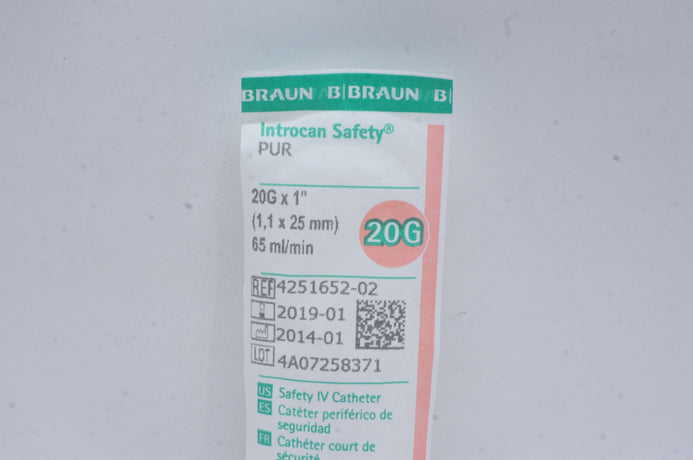 BRAUN B|BRAUN B|
Introcan Safety®
PUR
20G x 1"
(1,1 x 25 mm)
65 ml/min
20G
REF 4251652-02
2019-01
2014-01
LOT 4A07258371
US Safety IV Catheter
ES Catéter periférico de
seguridad
FR Cathéter court de
sécurité